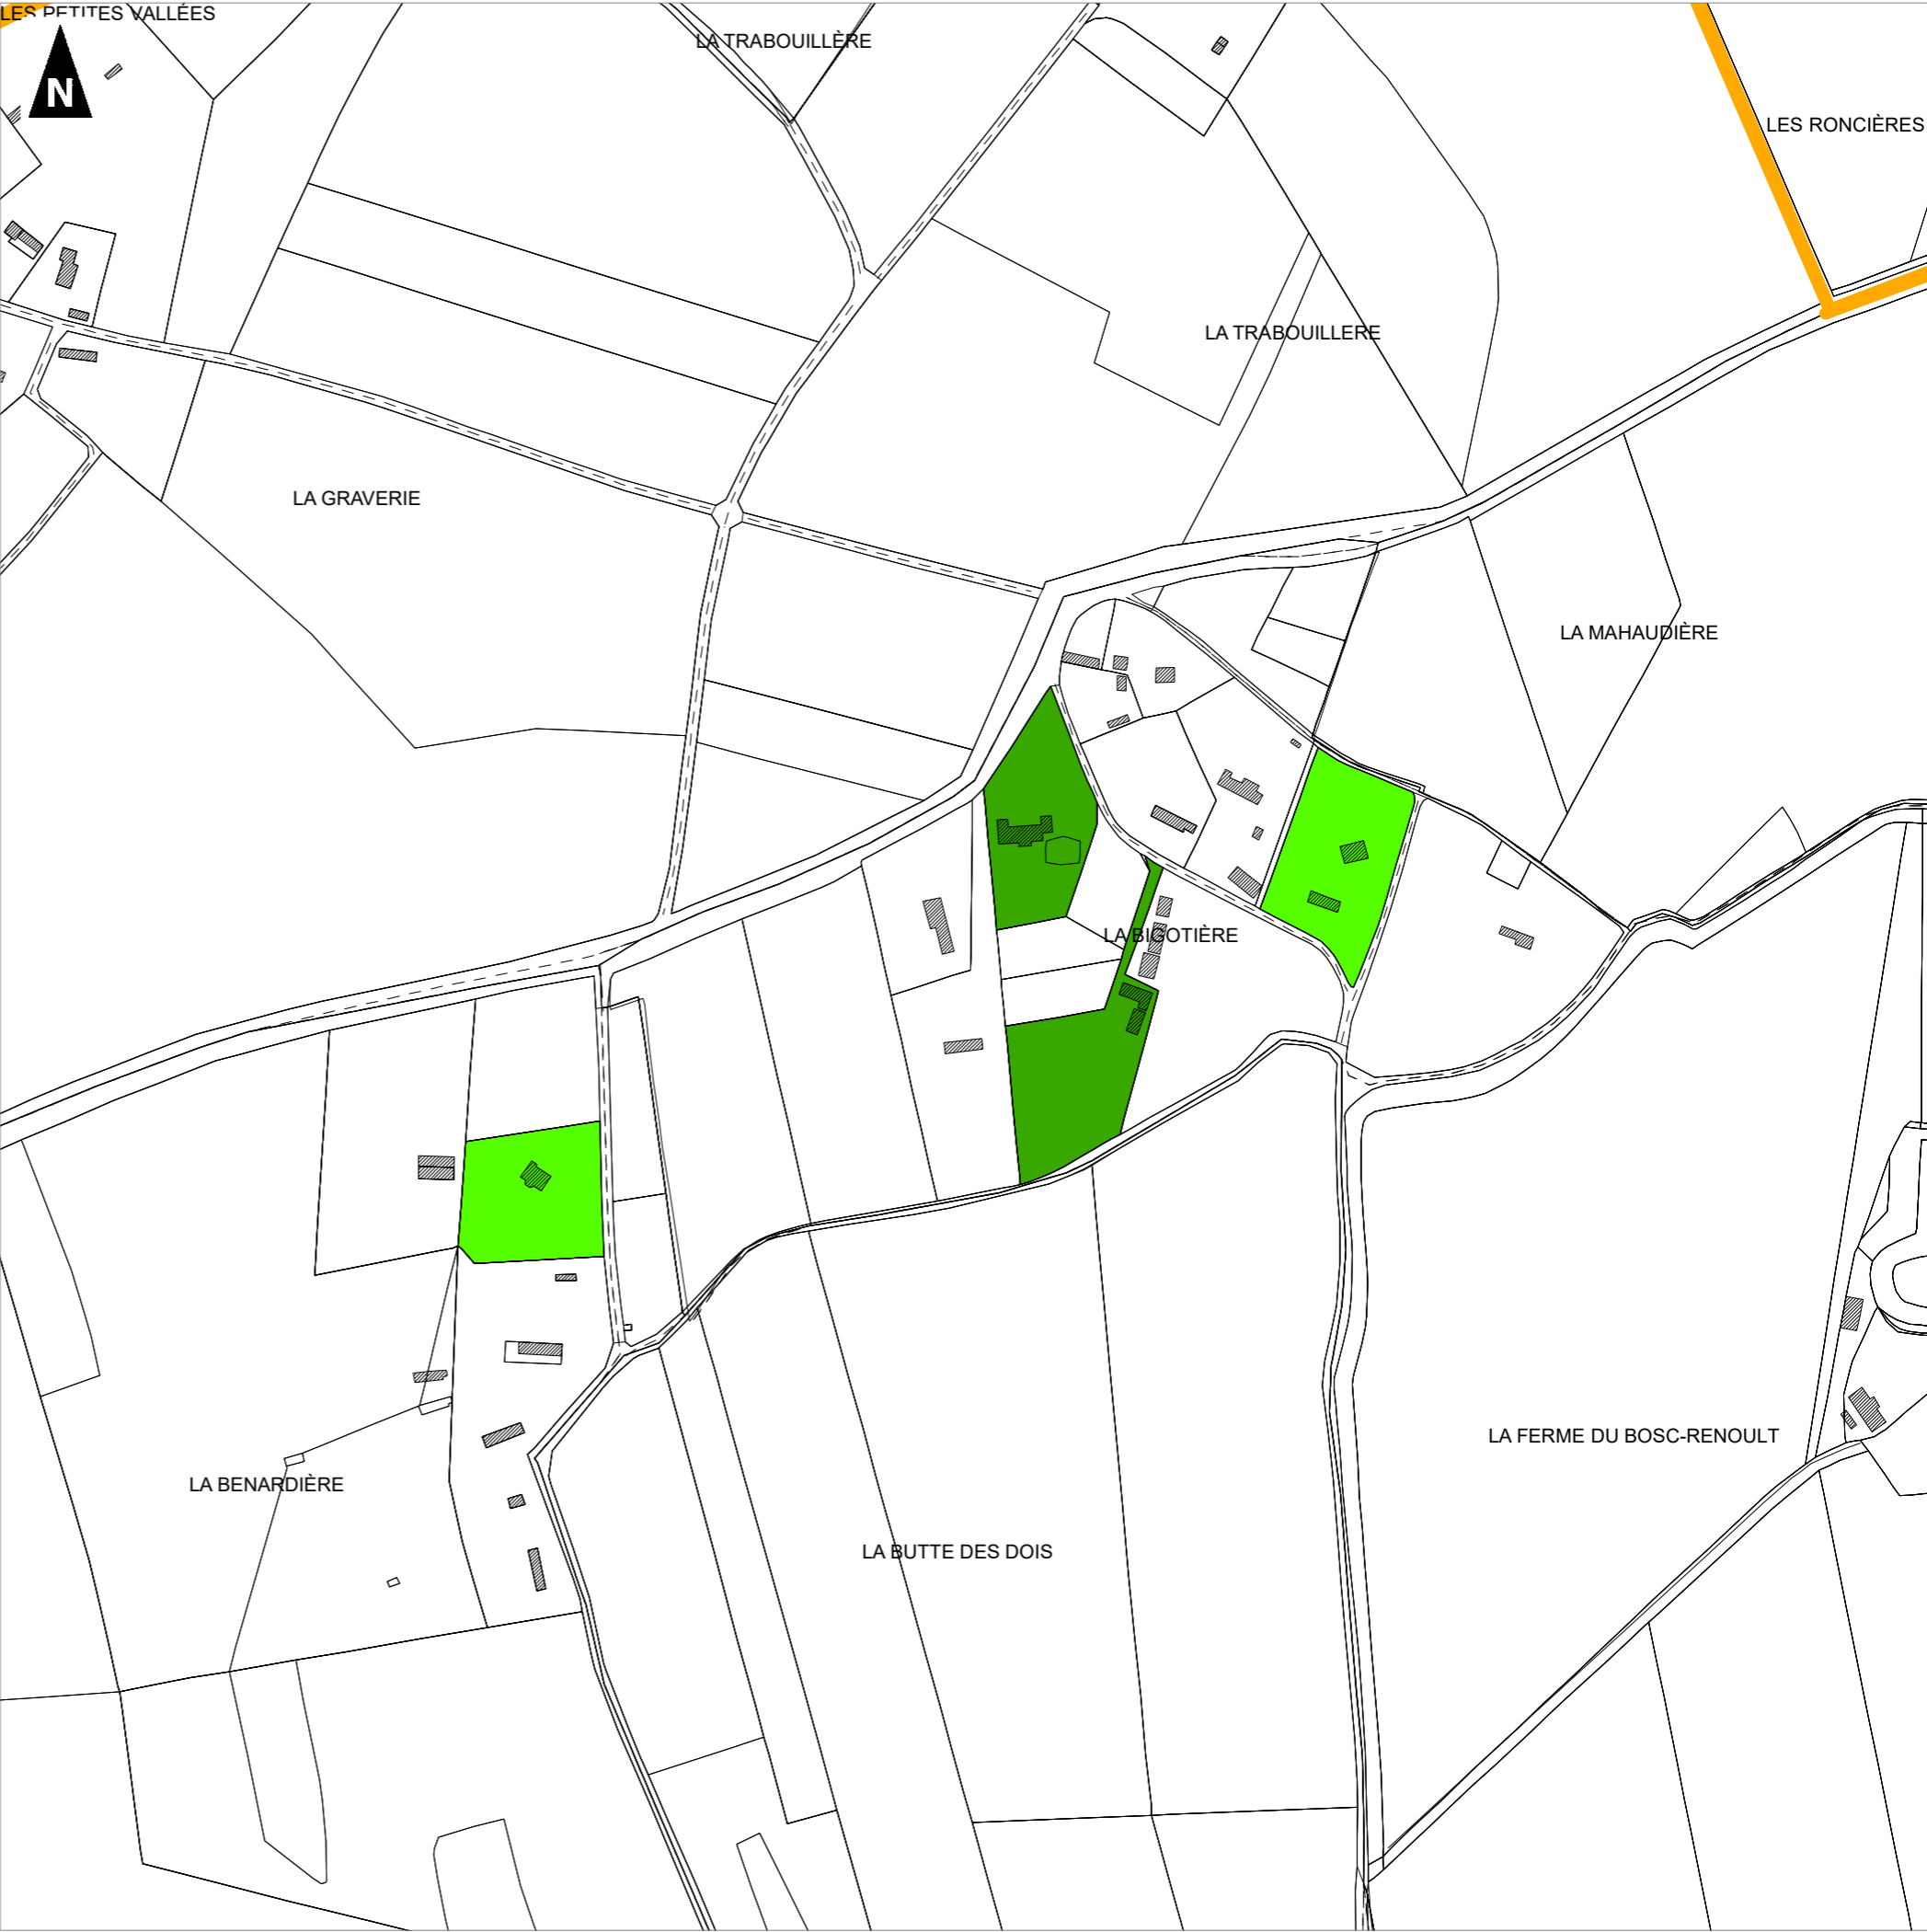 LES PETITES VALLÉES
LA TRABOUILLÈRE
N
LES RONCIÈRES
LA TRABOUILLERE
LA GRAVERIE
LA MAHAUDIÈRE
LA BIGOTIÈRE
LA FERME DU BOSC-RENOULT
LA BENARDIÈRE
LA BUTTE DES DOIS